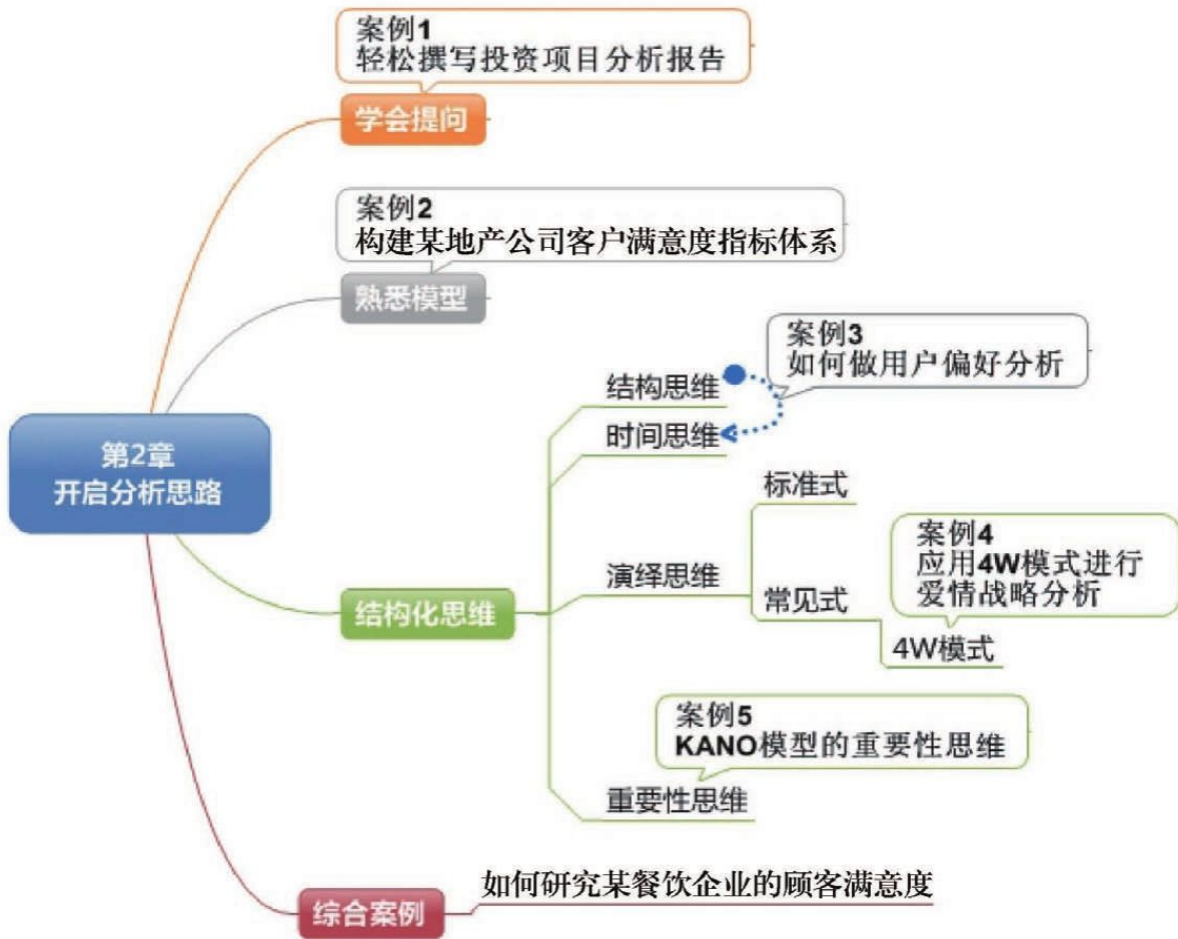 案例1
轻松撰写投资项目分析报告
学会提问
案例2
构建某地产公司客户满意度指标体系
熟悉模型
第2章
开启分析思路
结构化思维
结构思维
案例3
如何做用户偏好分析
时间思维
演绎思维
标准式
常见式
案例4
应用4W模式进行
爱情战略分析
4W模式
案例5
KANO模型的重要性思维
重要性思维
综合案例
如何研究某餐饮企业的顾客满意度